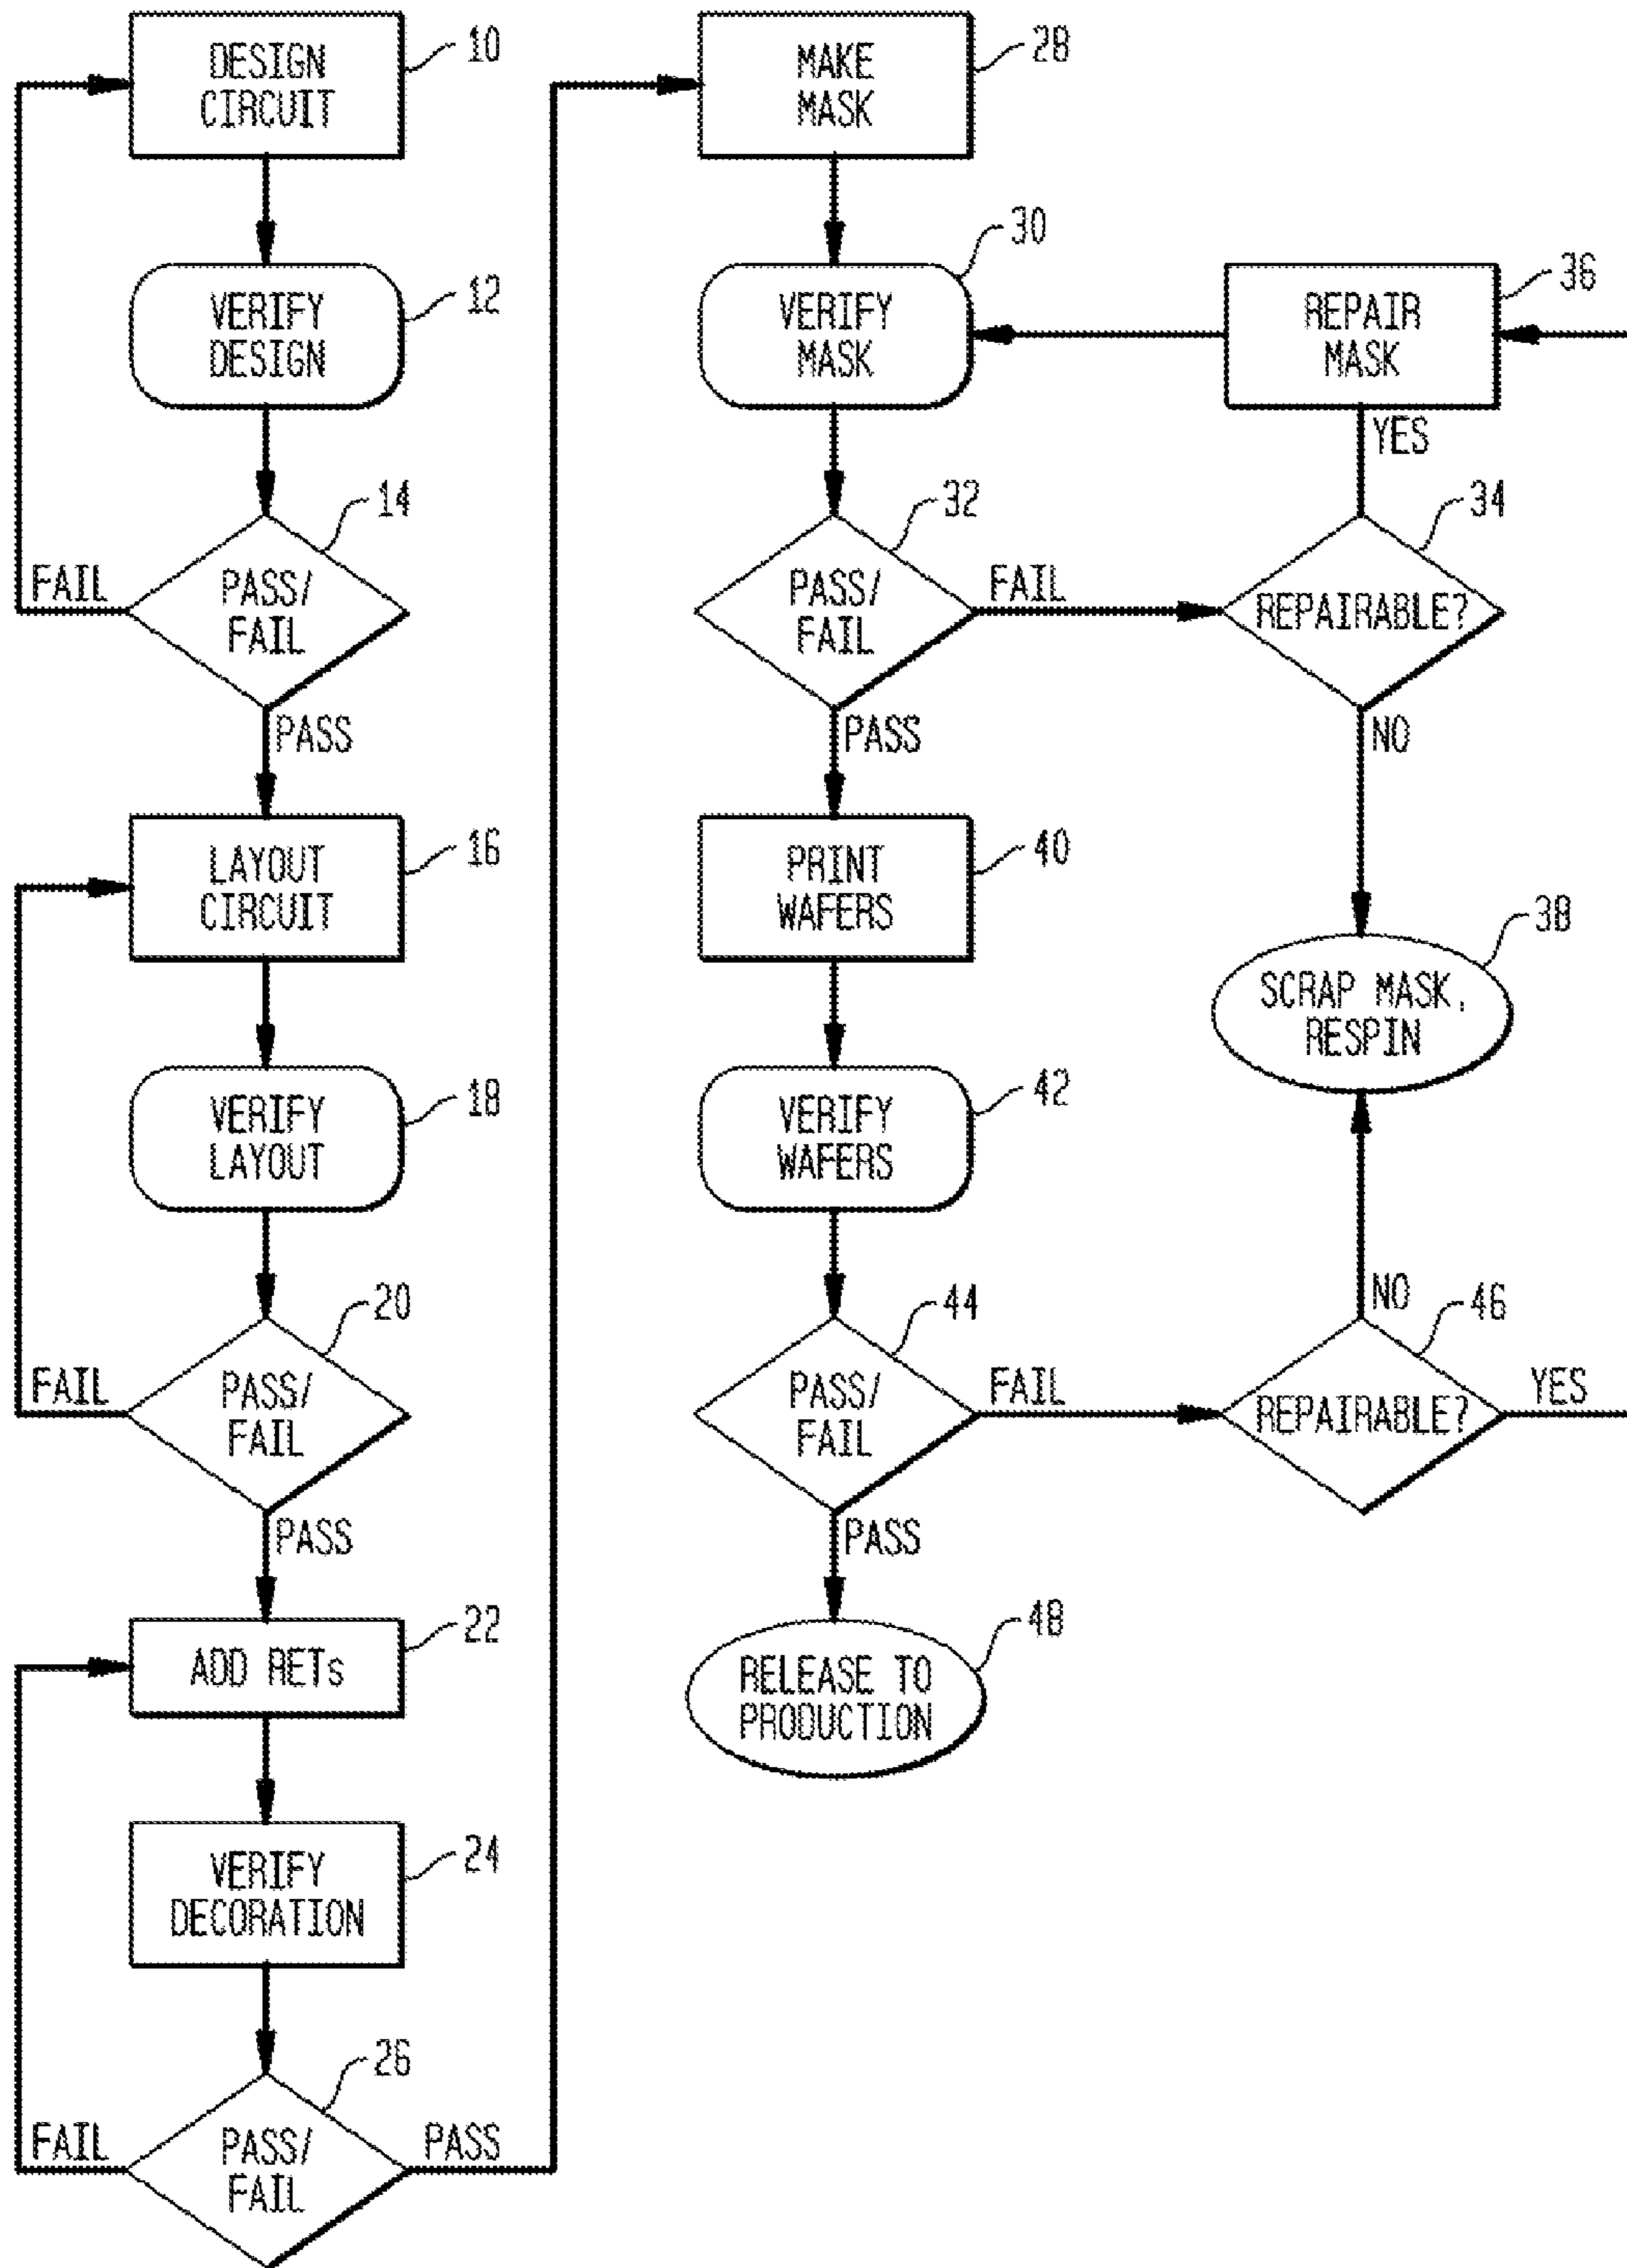 DESIGN
CIRCUIT
10
VERIFY
DESIGN
12
14
FAIL
PASS/
FAIL
PASS
LAYOUT
CIRCUIT
16
VERIFY
LAYOUT
18
20
FAIL
PASS/
FAIL
PASS
ADD RETs
22
VERIFY
DECORATION
24
26
FAIL
PASS/
FAIL
PASS
MAKE
MASK
28
30
VERIFY
MASK
REPAIR
MASK
36
YES
32
PASS/
FAIL
FAIL
34
REPAIRABLE?
PASS
NO
PRINT
WAFERS
40
38
SCRAP MASK,
RESPIN
VERIFY
WAFERS
42
44
PASS/
FAIL
FAIL
NO
46
REPAIRABLE?
YES
PASS
48
RELEASE TO
PRODUCTION